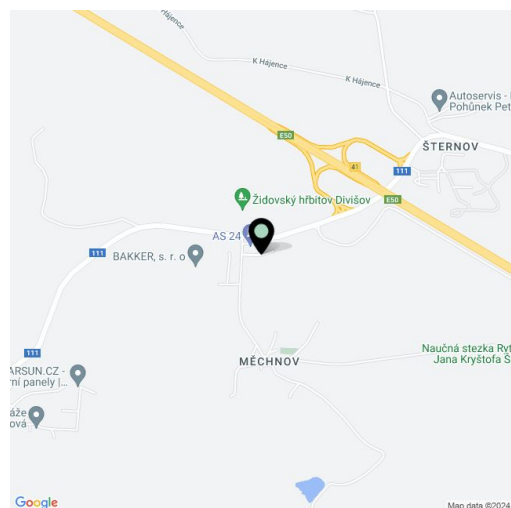 K Hájence
K Hájence
K Hájence
Autoservis -
Pohůnek Pet
ŠTERNOV
E50
41
111
E50
Židovský hřbitov Divišov
AS 24
111
BAKKER, s. r. o
111
Naučná stezka Ryt
Jana Kryštofa Š
MĚCHNOV
ARSUN.CZ -
rní panely |...
áže
ová
Google
Map data ©2024